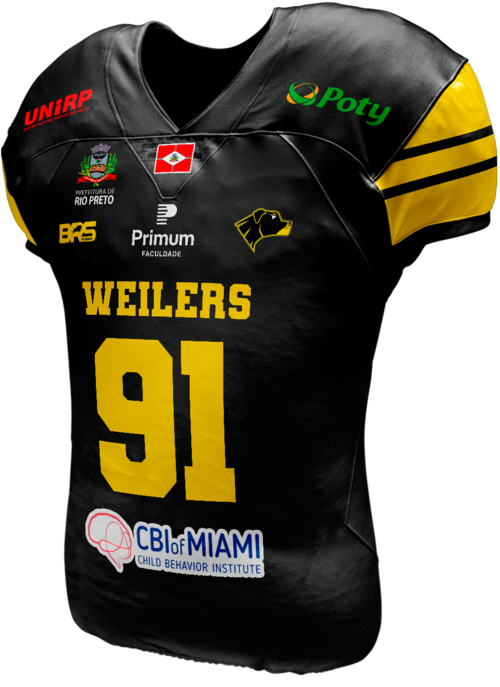 UNIRP
Poty
PREFEITURA DE
RIO PRETO
BRS
Primum
FACULDADE
WEILERS
91
CBI of MIAMI
CHILD BEHAVIOR INSTITUTE